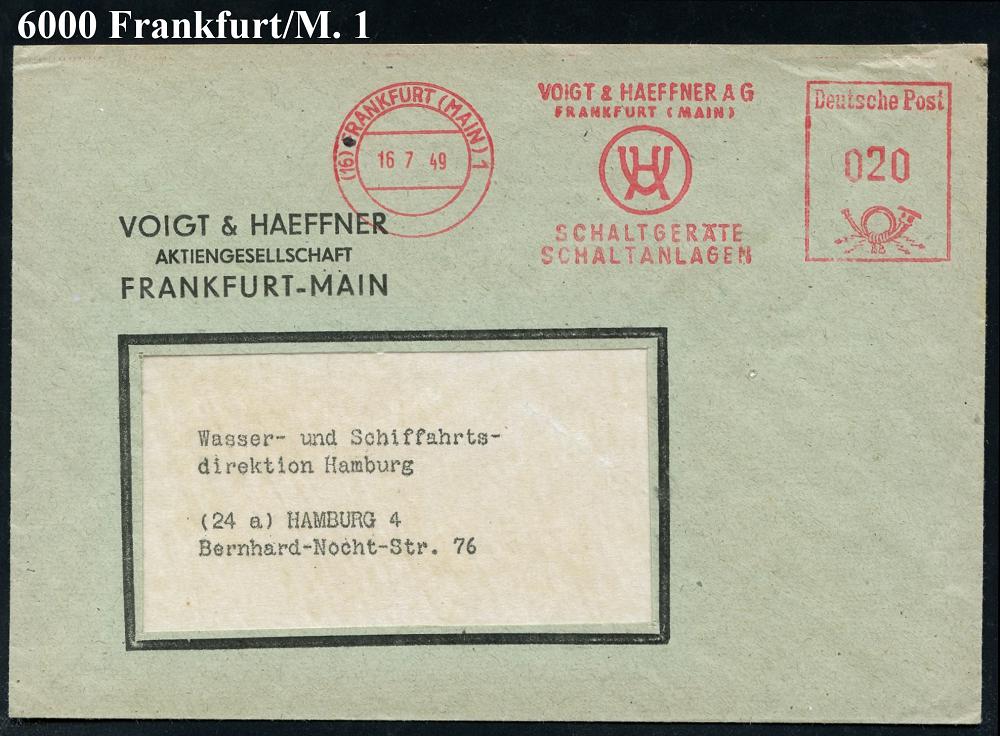 6000 Frankfurt/M. 1
(16) FRANKFURT (MAIN) 1
16 7 49
VOIGT & HAEFFNER A G
FRANKFURT (MAIN)
VH
SCHALTGERÄTE
SCHALTANLAGEN
Deutsche Post
020
VOIGT & HAEFFNER
AKTIENGESELLSCHAFT
FRANKFURT-MAIN
Wasser- und Schiffahrts-
direktion Hamburg
(24 a) HAMBURG 4
Bernhard-Nocht-Str. 76